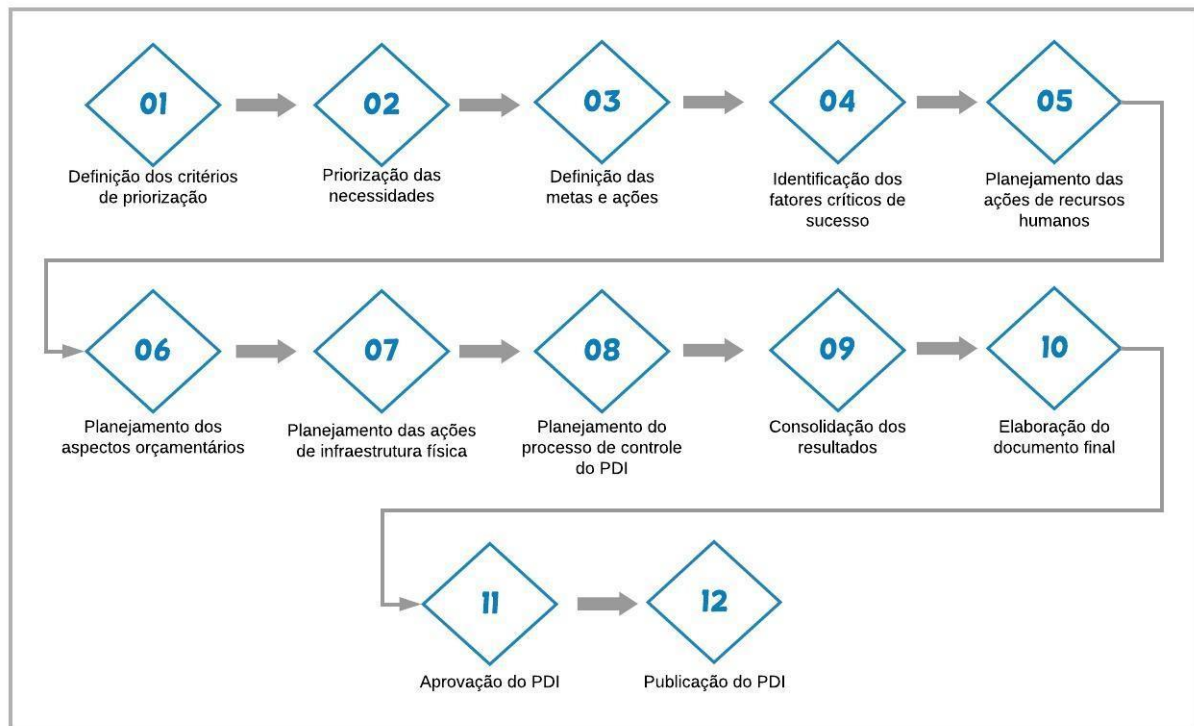 01
02
03
04
05
Definição dos critérios
de priorização
Priorização das
necessidades
Definição das
metas e ações
Identificação dos
fatores críticos de
sucesso
Planejamento das
ações de recursos
humanos
06
07
08
09
10
Planejamento dos
aspectos orçamentários
Planejamento das ações
de infraestrutura física
Planejamento do
processo de controle
do PDI
Consolidação dos
resultados
Elaboração do
documento final
11
12
Aprovação do PDI
Publicação do PDI